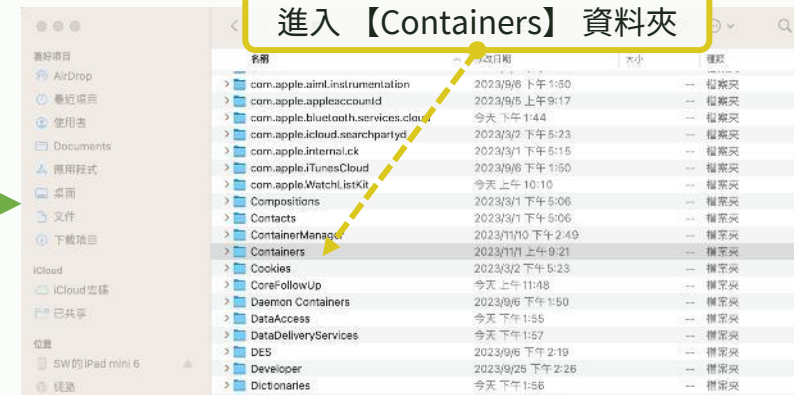 進入 【Containers】 資料夾
喜好項目
AirDrop
最近項目
使用者
Documents
應用程式
桌面
文件
下載項目
iCloud
iCloud雲碟
已共享
位置
SW的iPad mini 6
網路
名稱 修改日期 大小 種類
com.apple.aiml.instrumentation 2023/9/6 下午1:50 -- 檔案夾
com.apple.appleaccountd 2023/9/5 上午9:17 -- 檔案夾
com.apple.bluetooth.services.cloud 今天 下午1:44 -- 檔案夾
com.apple.icloud.searchpartyd 2023/3/2 下午5:23 -- 檔案夾
com.apple.internal.ck 2023/3/1 下午5:15 -- 檔案夾
com.apple.iTunesCloud 2023/9/6 下午1:50 -- 檔案夾
com.apple.WatchListKit 今天 上午10:10 -- 檔案夾
Compositions 2023/3/1 下午5:06 -- 檔案夾
Contacts 2023/3/1 下午5:06 -- 檔案夾
ContainerManager 2023/11/10 下午2:49 -- 檔案夾
Containers 2023/11/1 上午9:21 -- 檔案夾
Cookies 2023/3/2 下午5:23 -- 檔案夾
CoreFollowUp 今天 上午11:48 -- 檔案夾
Daemon Containers 2023/9/6 下午1:50 -- 檔案夾
DataAccess 今天 下午1:55 -- 檔案夾
DataDeliveryServices 今天 下午1:57 -- 檔案夾
DES 2023/9/6 下午2:19 -- 檔案夾
Developer 2023/9/25 下午2:26 -- 檔案夾
Dictionaries 今天 下午1:56 -- 檔案夾